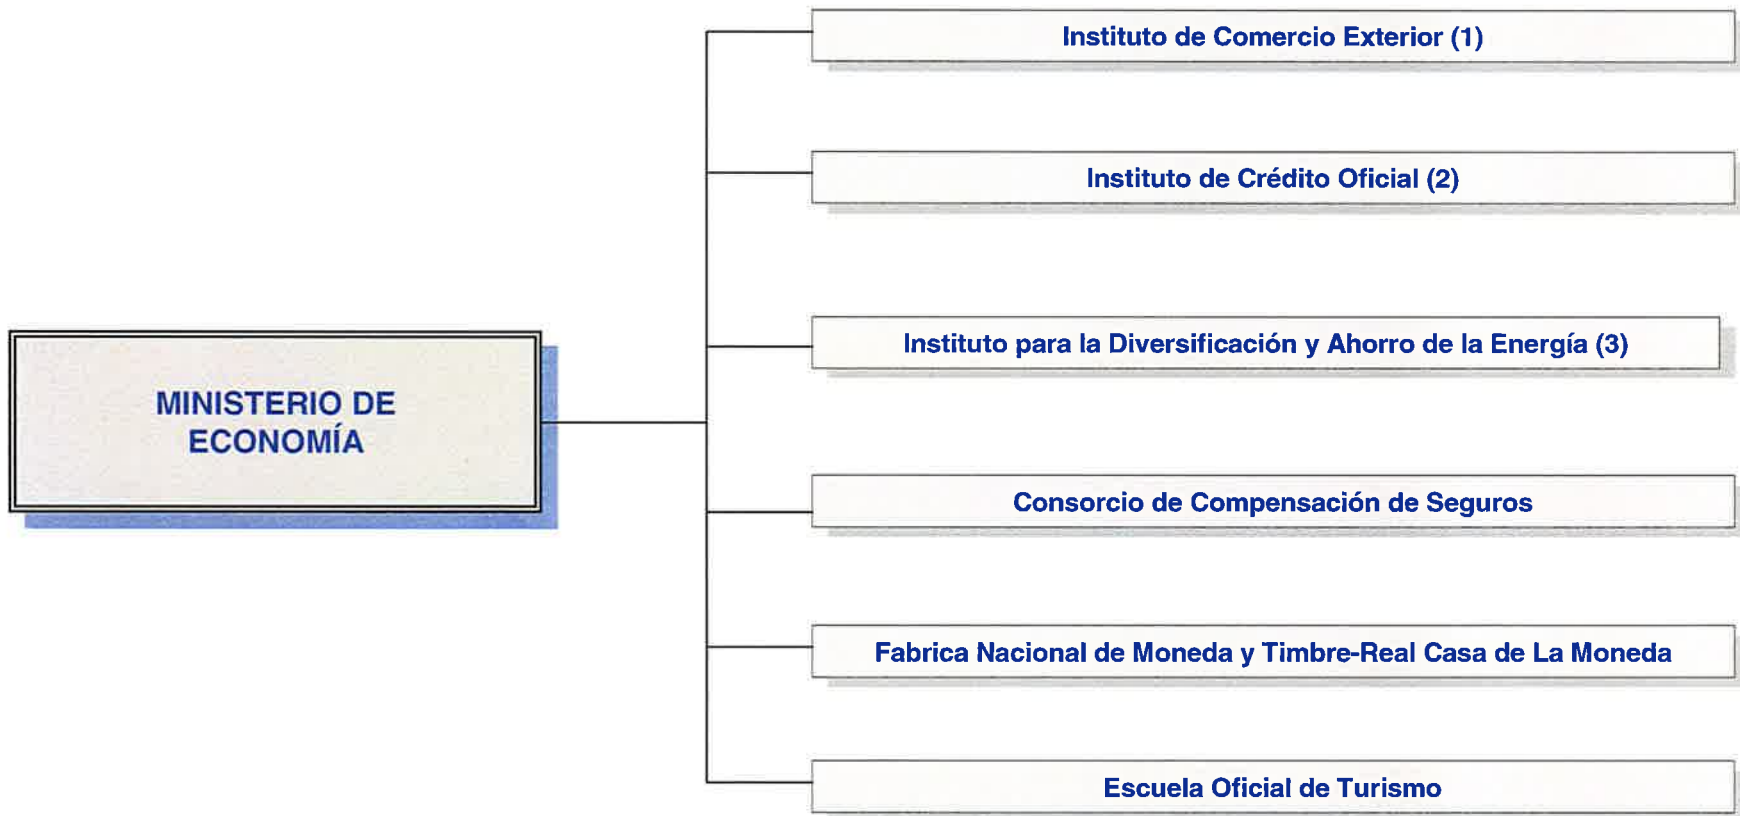 Instituto de Comercio Exterior (1)
Instituto de Crédito Oficial (2)
Instituto para la Diversificación y Ahorro de la Energía (3)
MINISTERIO DE
ECONOMÍA
Consorcio de Compensación de Seguros
Fabrica Nacional de Moneda y Timbre-Real Casa de La Moneda
Escuela Oficial de Turismo